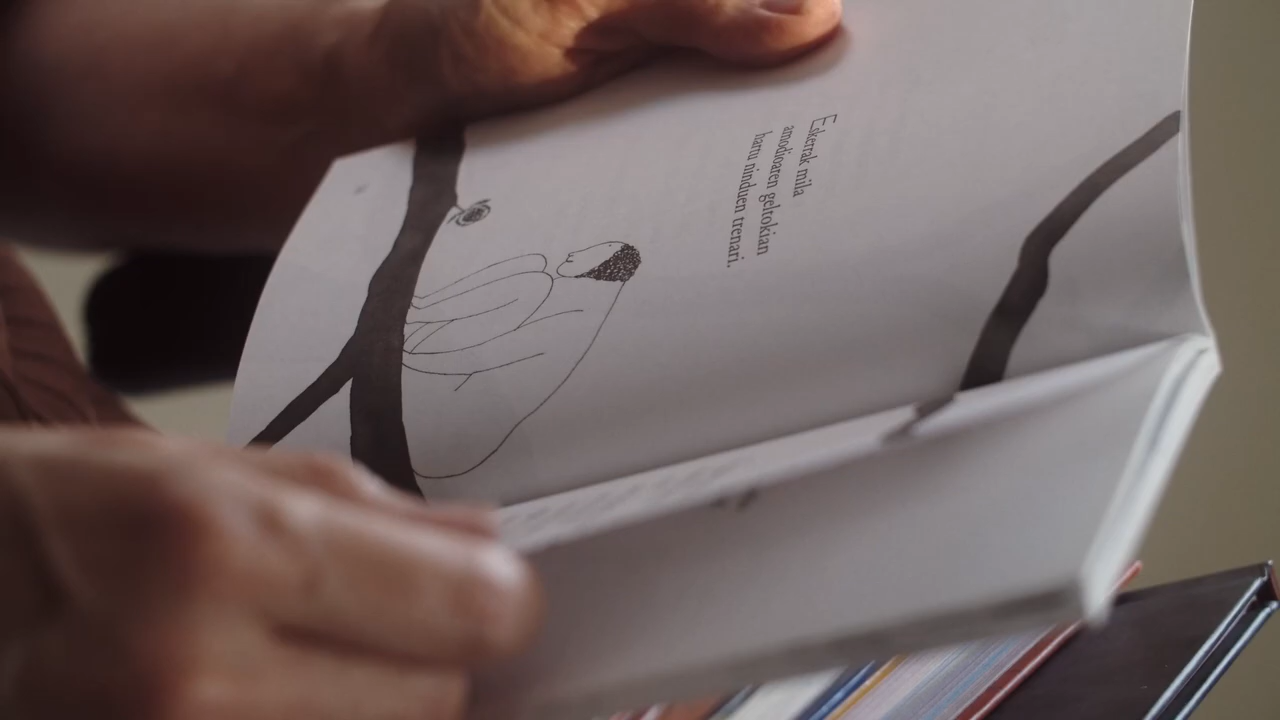 Eskerrak mila
amodioaren geltokian
hartu ninduen trenari.